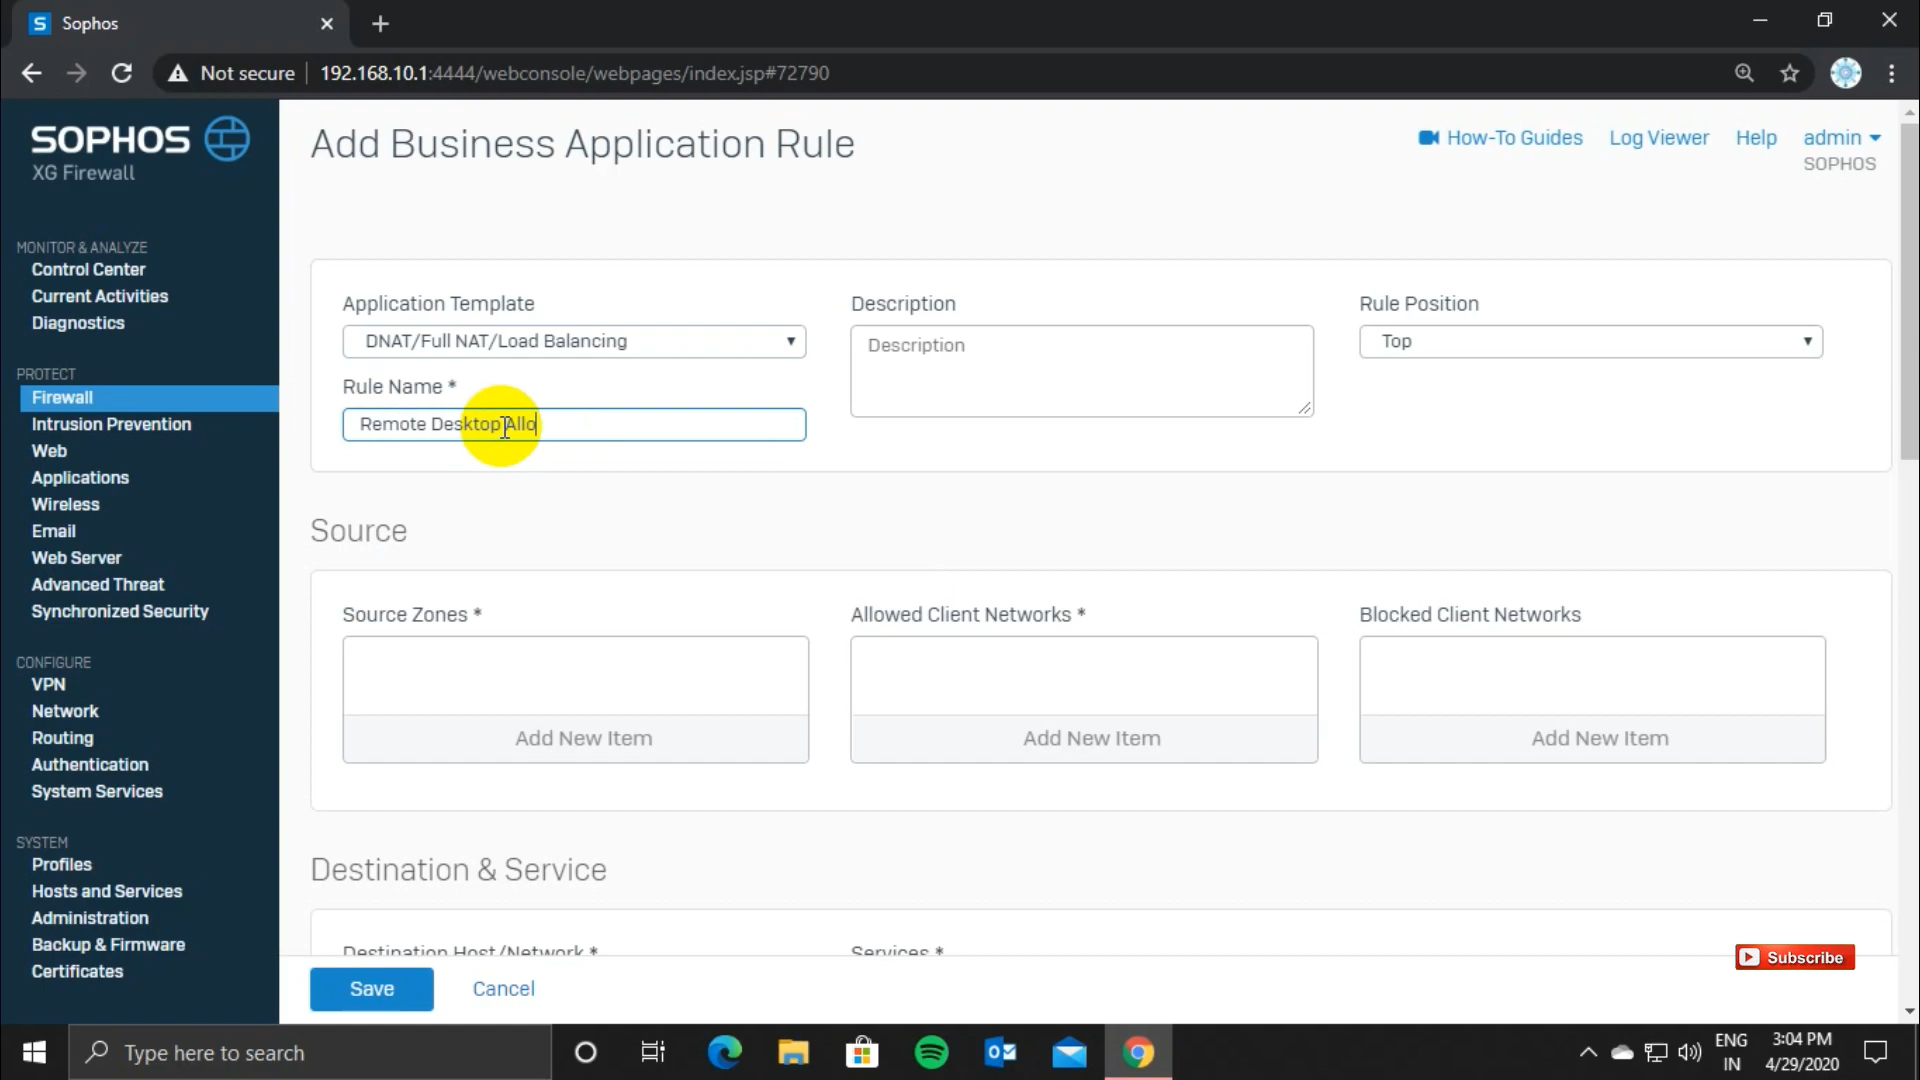 Sophos
Not secure
192.168.10.1:4444/webconsole/webpages/index.jsp#72790
SOPHOS
XG Firewall
MONITOR & ANALYZE
Control Center
Current Activities
Diagnostics
PROTECT
Firewall
Intrusion Prevention
Web
Applications
Wireless
Email
Web Server
Advanced Threat
Synchronized Security
CONFIGURE
VPN
Network
Routing
Authentication
System Services
SYSTEM
Profiles
Hosts and Services
Administration
Backup & Firmware
Certificates
Add Business Application Rule
How-To Guides
Log Viewer
Help
admin
SOPHOS
Application Template
DNAT/Full NAT/Load Balancing
Rule Name *
Remote Desktop Allo
Description
Description
Rule Position
Top
Source
Source Zones *
Add New Item
Allowed Client Networks *
Add New Item
Blocked Client Networks
Add New Item
Destination & Service
Destination Host/Network *
Services *
Save
Cancel
Subscribe
Type here to search
ENG
IN
3:04 PM
4/29/2020